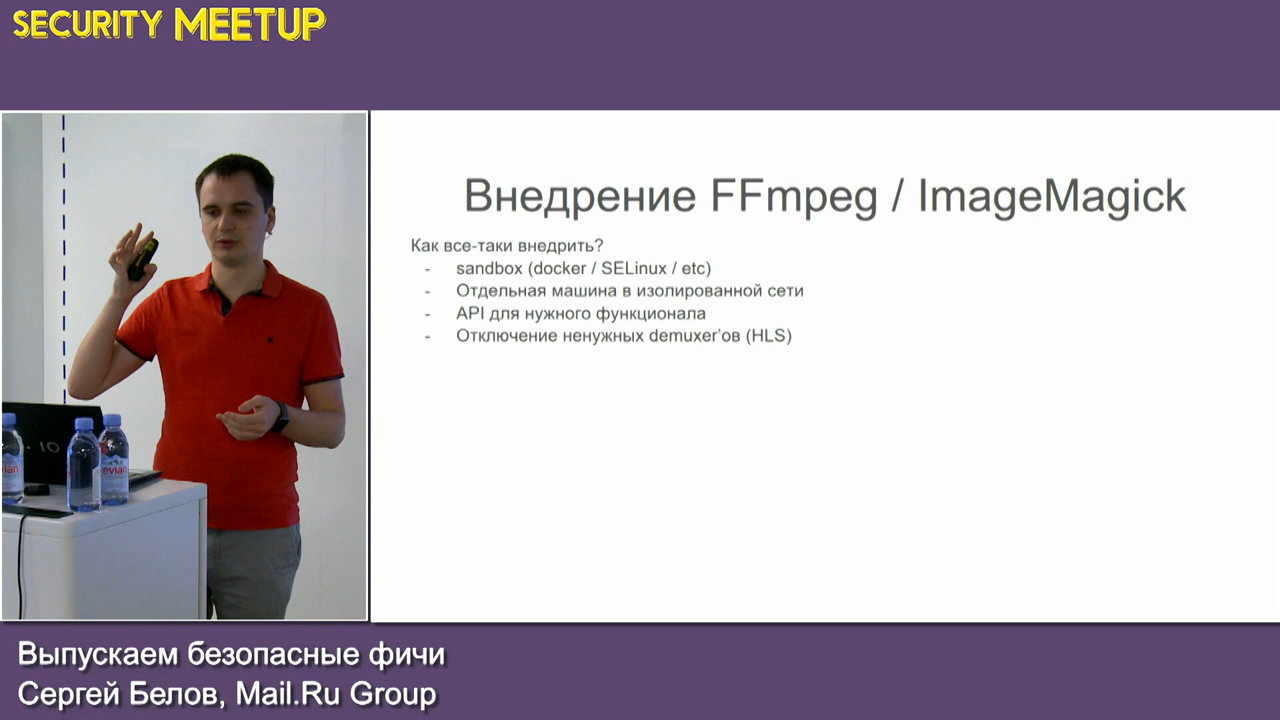 SECURITY MEETUP
Внедрение FFmpeg / ImageMagick
Как все-таки внедрить?
- sandbox (docker / SELinux / etc)
- Отдельная машина в изолированной сети
- API для нужного функционала
- Отключение ненужных demuxer’ов (HLS)
evian
evian
Выпускаем безопасные фичи
Сергей Белов, Mail.Ru Group